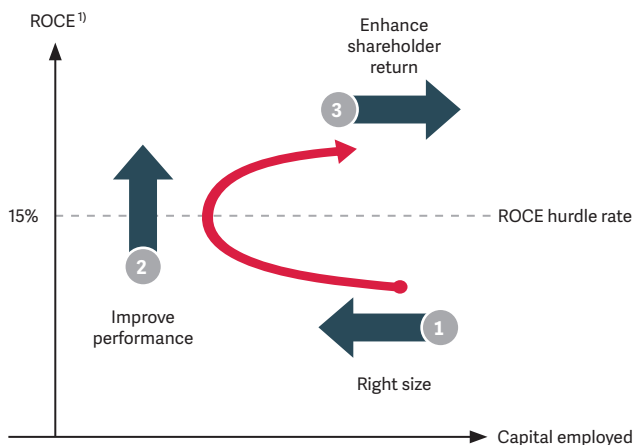 ROCE 1)
Enhance
shareholder
return
3
15%
ROCE hurdle rate
2
Improve
performance
1
Right size
Capital employed